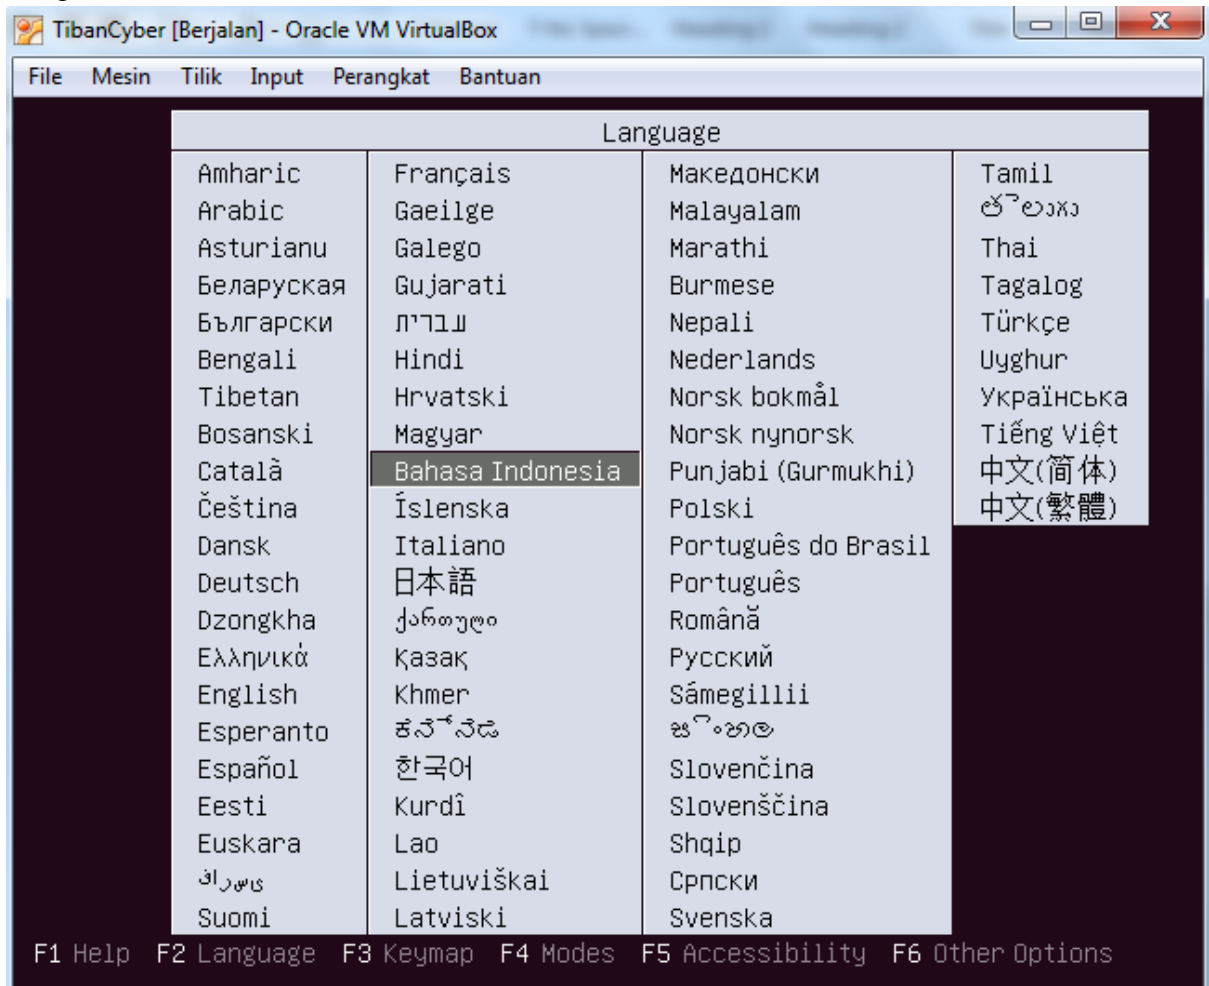 TibanCyber [Berjalan] - Oracle VM VirtualBox
File Mesin Tilik Input Perangkat Bantuan
Language
Amharic
Arabic
Asturianu
Беларуская
Български
Bengali
Tibetan
Bosanski
Català
Čeština
Dansk
Deutsch
Dzongkha
Ελληνικά
English
Esperanto
Español
Eesti
Euskara
فارسی
Suomi
Français
Gaeilge
Galego
Gujarati
עברית
Hindi
Hrvatski
Magyar
Bahasa Indonesia
Íslenska
Italiano
日本語
ქართული
Қазақ
Khmer
ಕನ್ನಡ
한국어
Kurdî
Lao
Lietuviškai
Latviski
Македонски
Malayalam
Marathi
Burmese
Nepali
Nederlands
Norsk bokmål
Norsk nynorsk
Punjabi (Gurmukhi)
Polski
Português do Brasil
Português
Română
Русский
Sámegillii
සිංහල
Slovenčina
Slovenščina
Shqip
Српски
Svenska
Tamil
తెలుగు
Thai
Tagalog
Türkçe
Uyghur
Українська
Tiếng Việt
中文(简体)
中文(繁體)
F1 Help F2 Language F3 Keymap F4 Modes F5 Accessibility F6 Other Options